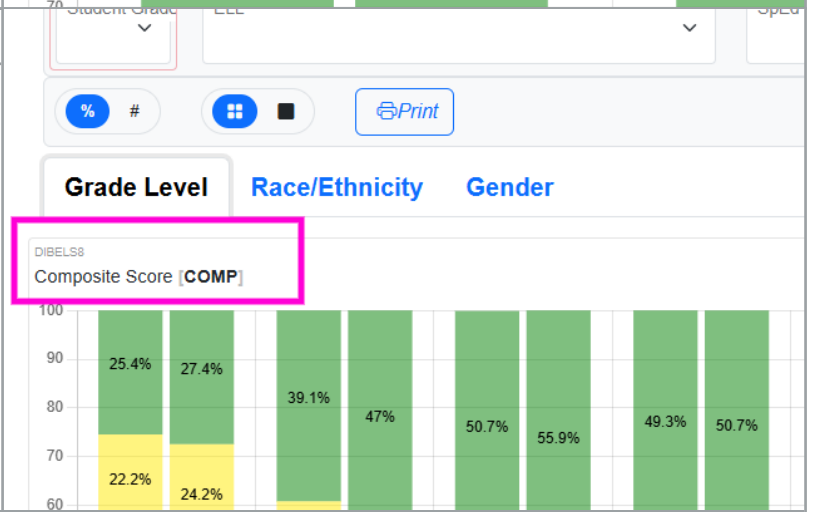 70
Student Grade ELL SpEd
% # Print
Grade Level Race/Ethnicity Gender
DIBELS8
Composite Score [COMP]
100
90
25.4% 27.4%
39.1%
80
47% 50.7% 55.9% 49.3% 50.7%
70
22.2% 24.2%
60